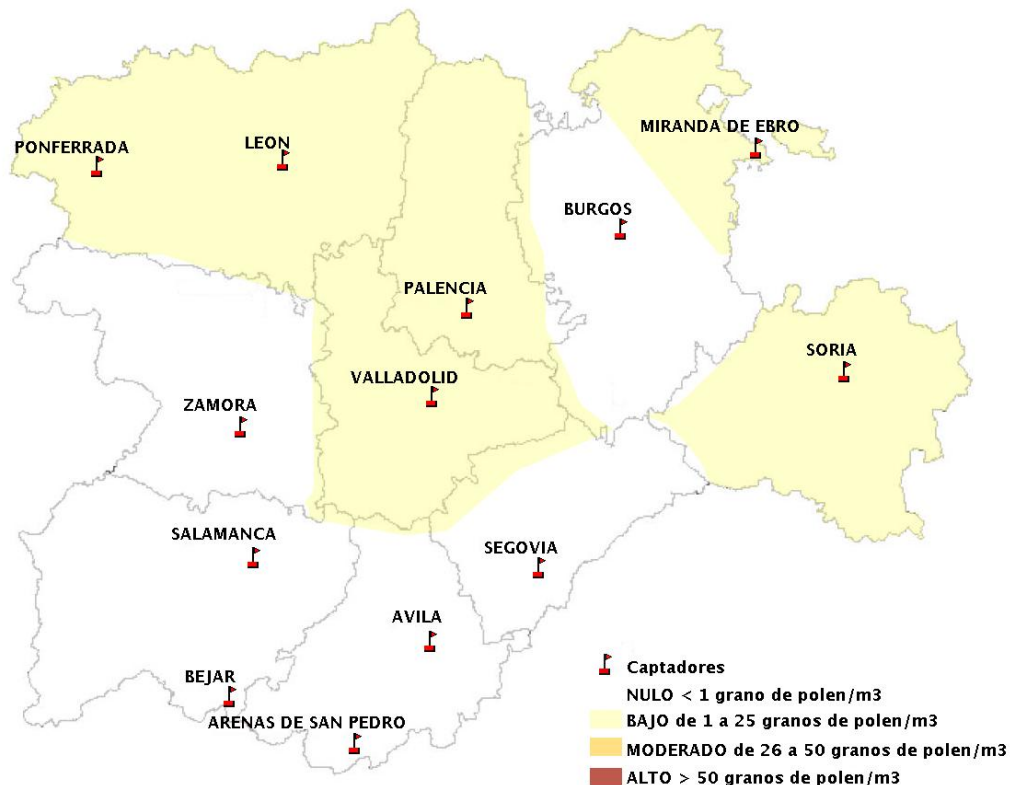 MIRANDA DE EBRO
PONFERRADA
LEON
BURGOS
PALENCIA
SORIA
VALLADOLID
ZAMORA
SALAMANCA
SEGOVIA
AVILA
BEJAR
ARENAS DE SAN PEDRO
Captadores
NULO < 1 grano de polen/m3
BAJO de 1 a 25 granos de polen/m3
MODERADO de 26 a 50 granos de polen/m3
ALTO > 50 granos de polen/m3